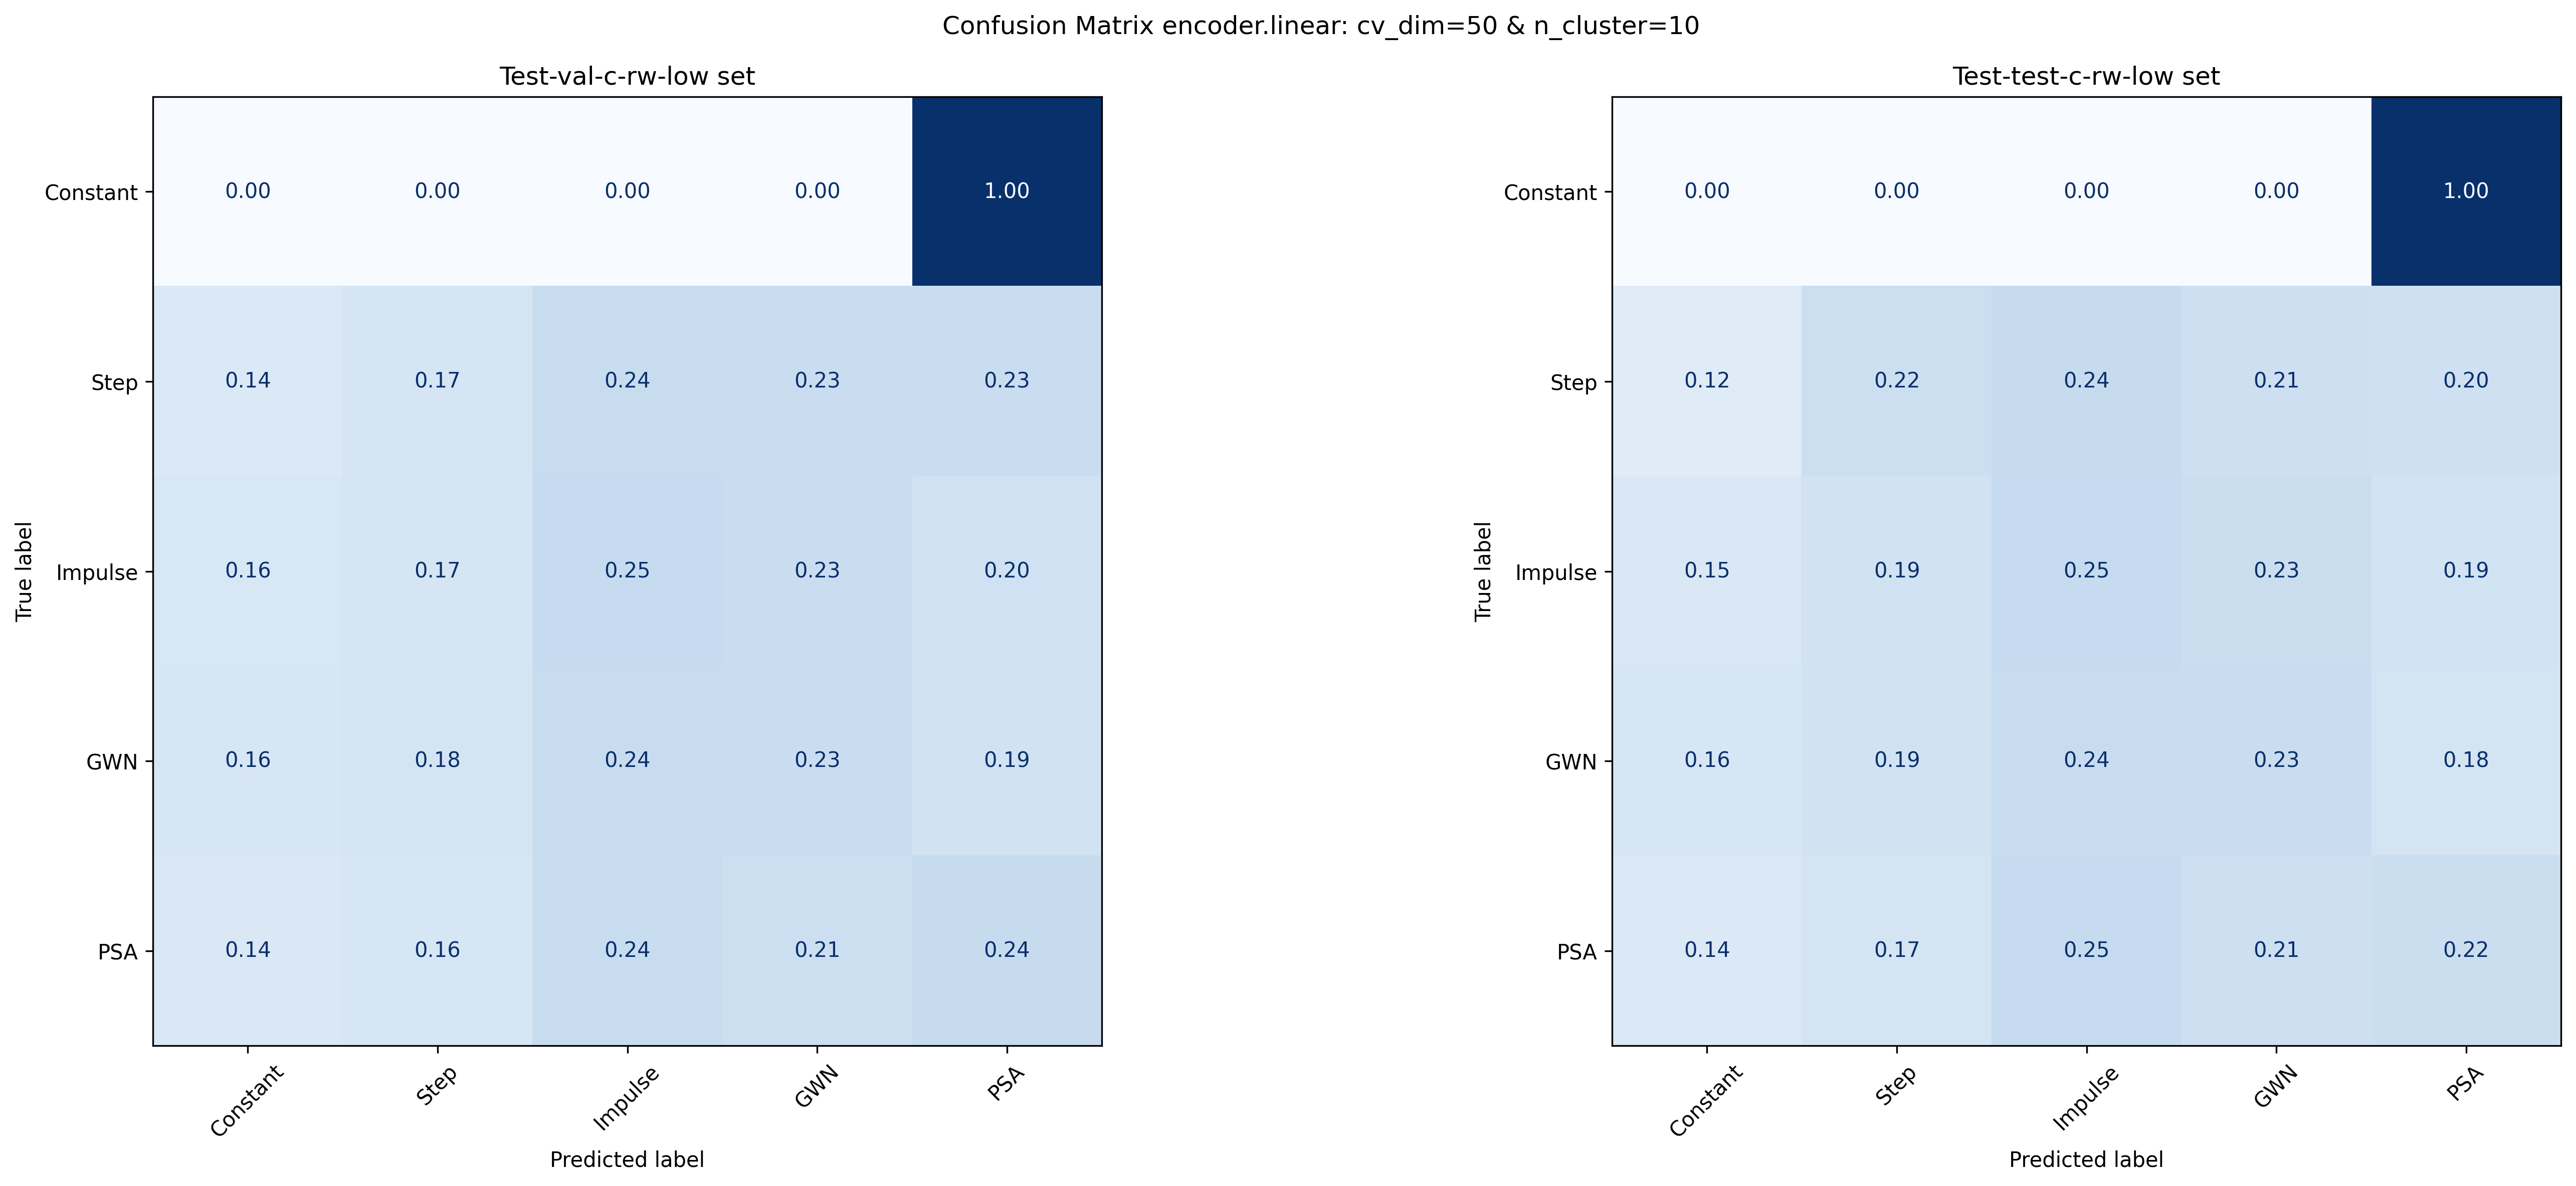 Confusion Matrix encoder.linear: cv_dim=50 & n_cluster=10
Test-val-c-rw-low set
True label
Constant 0.00 0.00 0.00 0.00 1.00
Step 0.14 0.17 0.24 0.23 0.23
Impulse 0.16 0.17 0.25 0.23 0.20
GWN 0.16 0.18 0.24 0.23 0.19
PSA 0.14 0.16 0.24 0.21 0.24
Constant Step Impulse GWN PSA
Predicted label
Test-test-c-rw-low set
True label
Constant 0.00 0.00 0.00 0.00 1.00
Step 0.12 0.22 0.24 0.21 0.20
Impulse 0.15 0.19 0.25 0.23 0.19
GWN 0.16 0.19 0.24 0.23 0.18
PSA 0.14 0.17 0.25 0.21 0.22
Constant Step Impulse GWN PSA
Predicted label